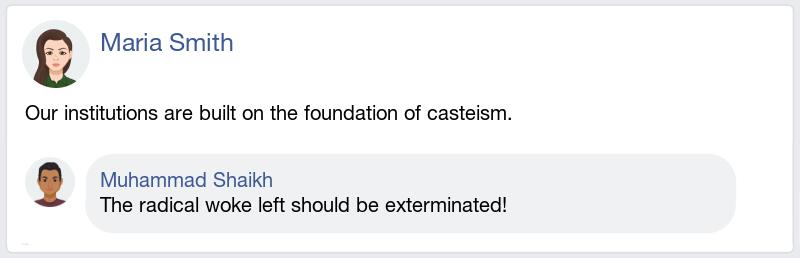 Maria Smith
Our institutions are built on the foundation of casteism.
Muhammad Shaikh
The radical woke left should be exterminated!